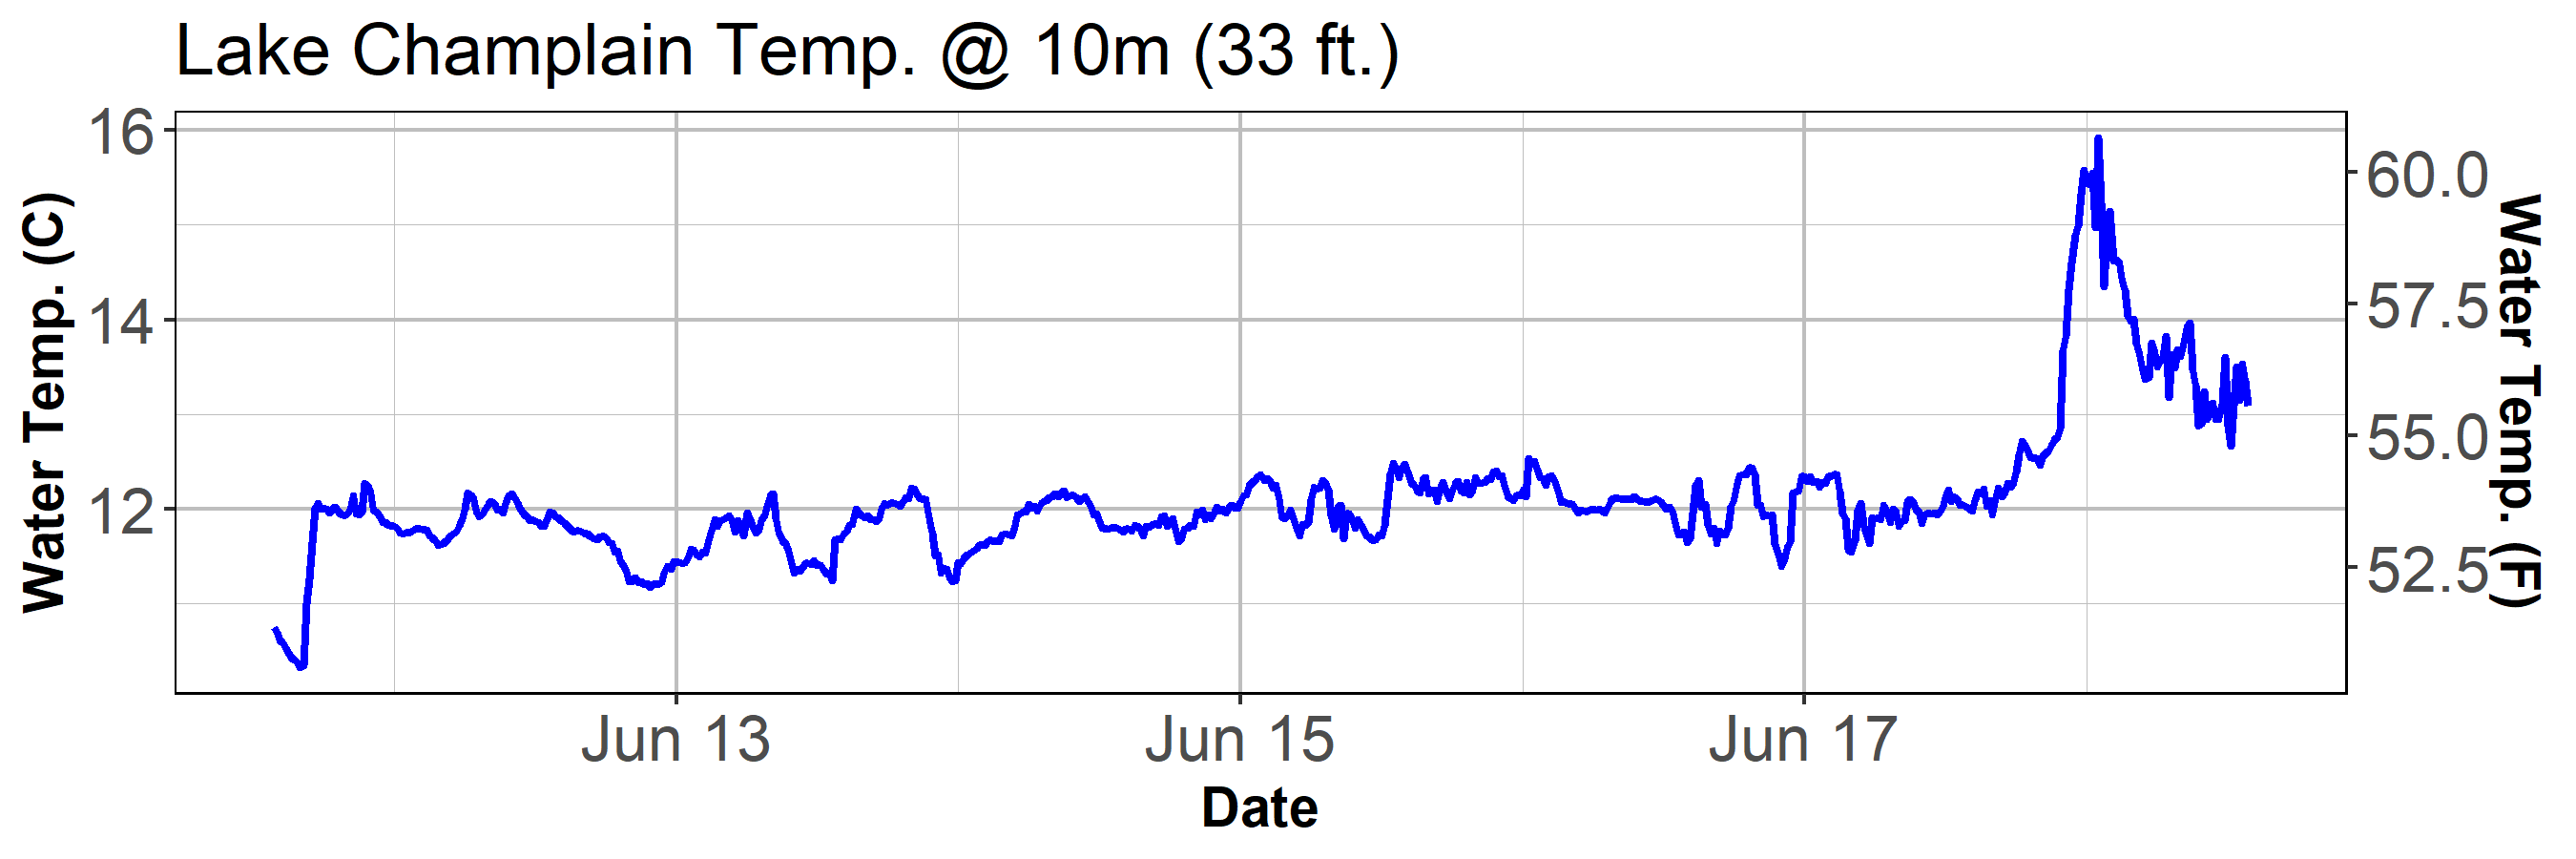 Lake Champlain Temp. @ 10m (33 ft.)
Water Temp. (C)
16
14
12
60.0
57.5
55.0
52.5
Water Temp. (F)
Jun 13
Jun 15
Jun 17
Date